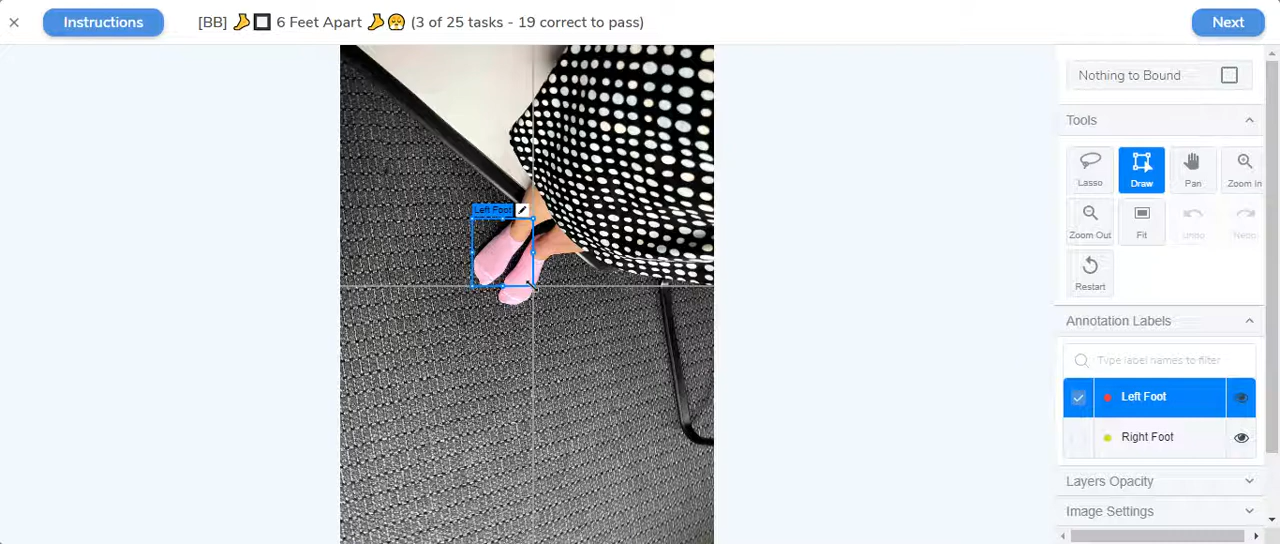 Instructions
[BB] 🦶🔲 6 Feet Apart 🦶😤 (3 of 25 tasks - 19 correct to pass)
Next
Nothing to Bound
Tools
Lasso
Draw
Pan
Zoom In
Zoom Out
Fit
Undo
Redo
Restart
Left Foot
Annotation Labels
Type label names to filter
Left Foot
Right Foot
Layers Opacity
Image Settings